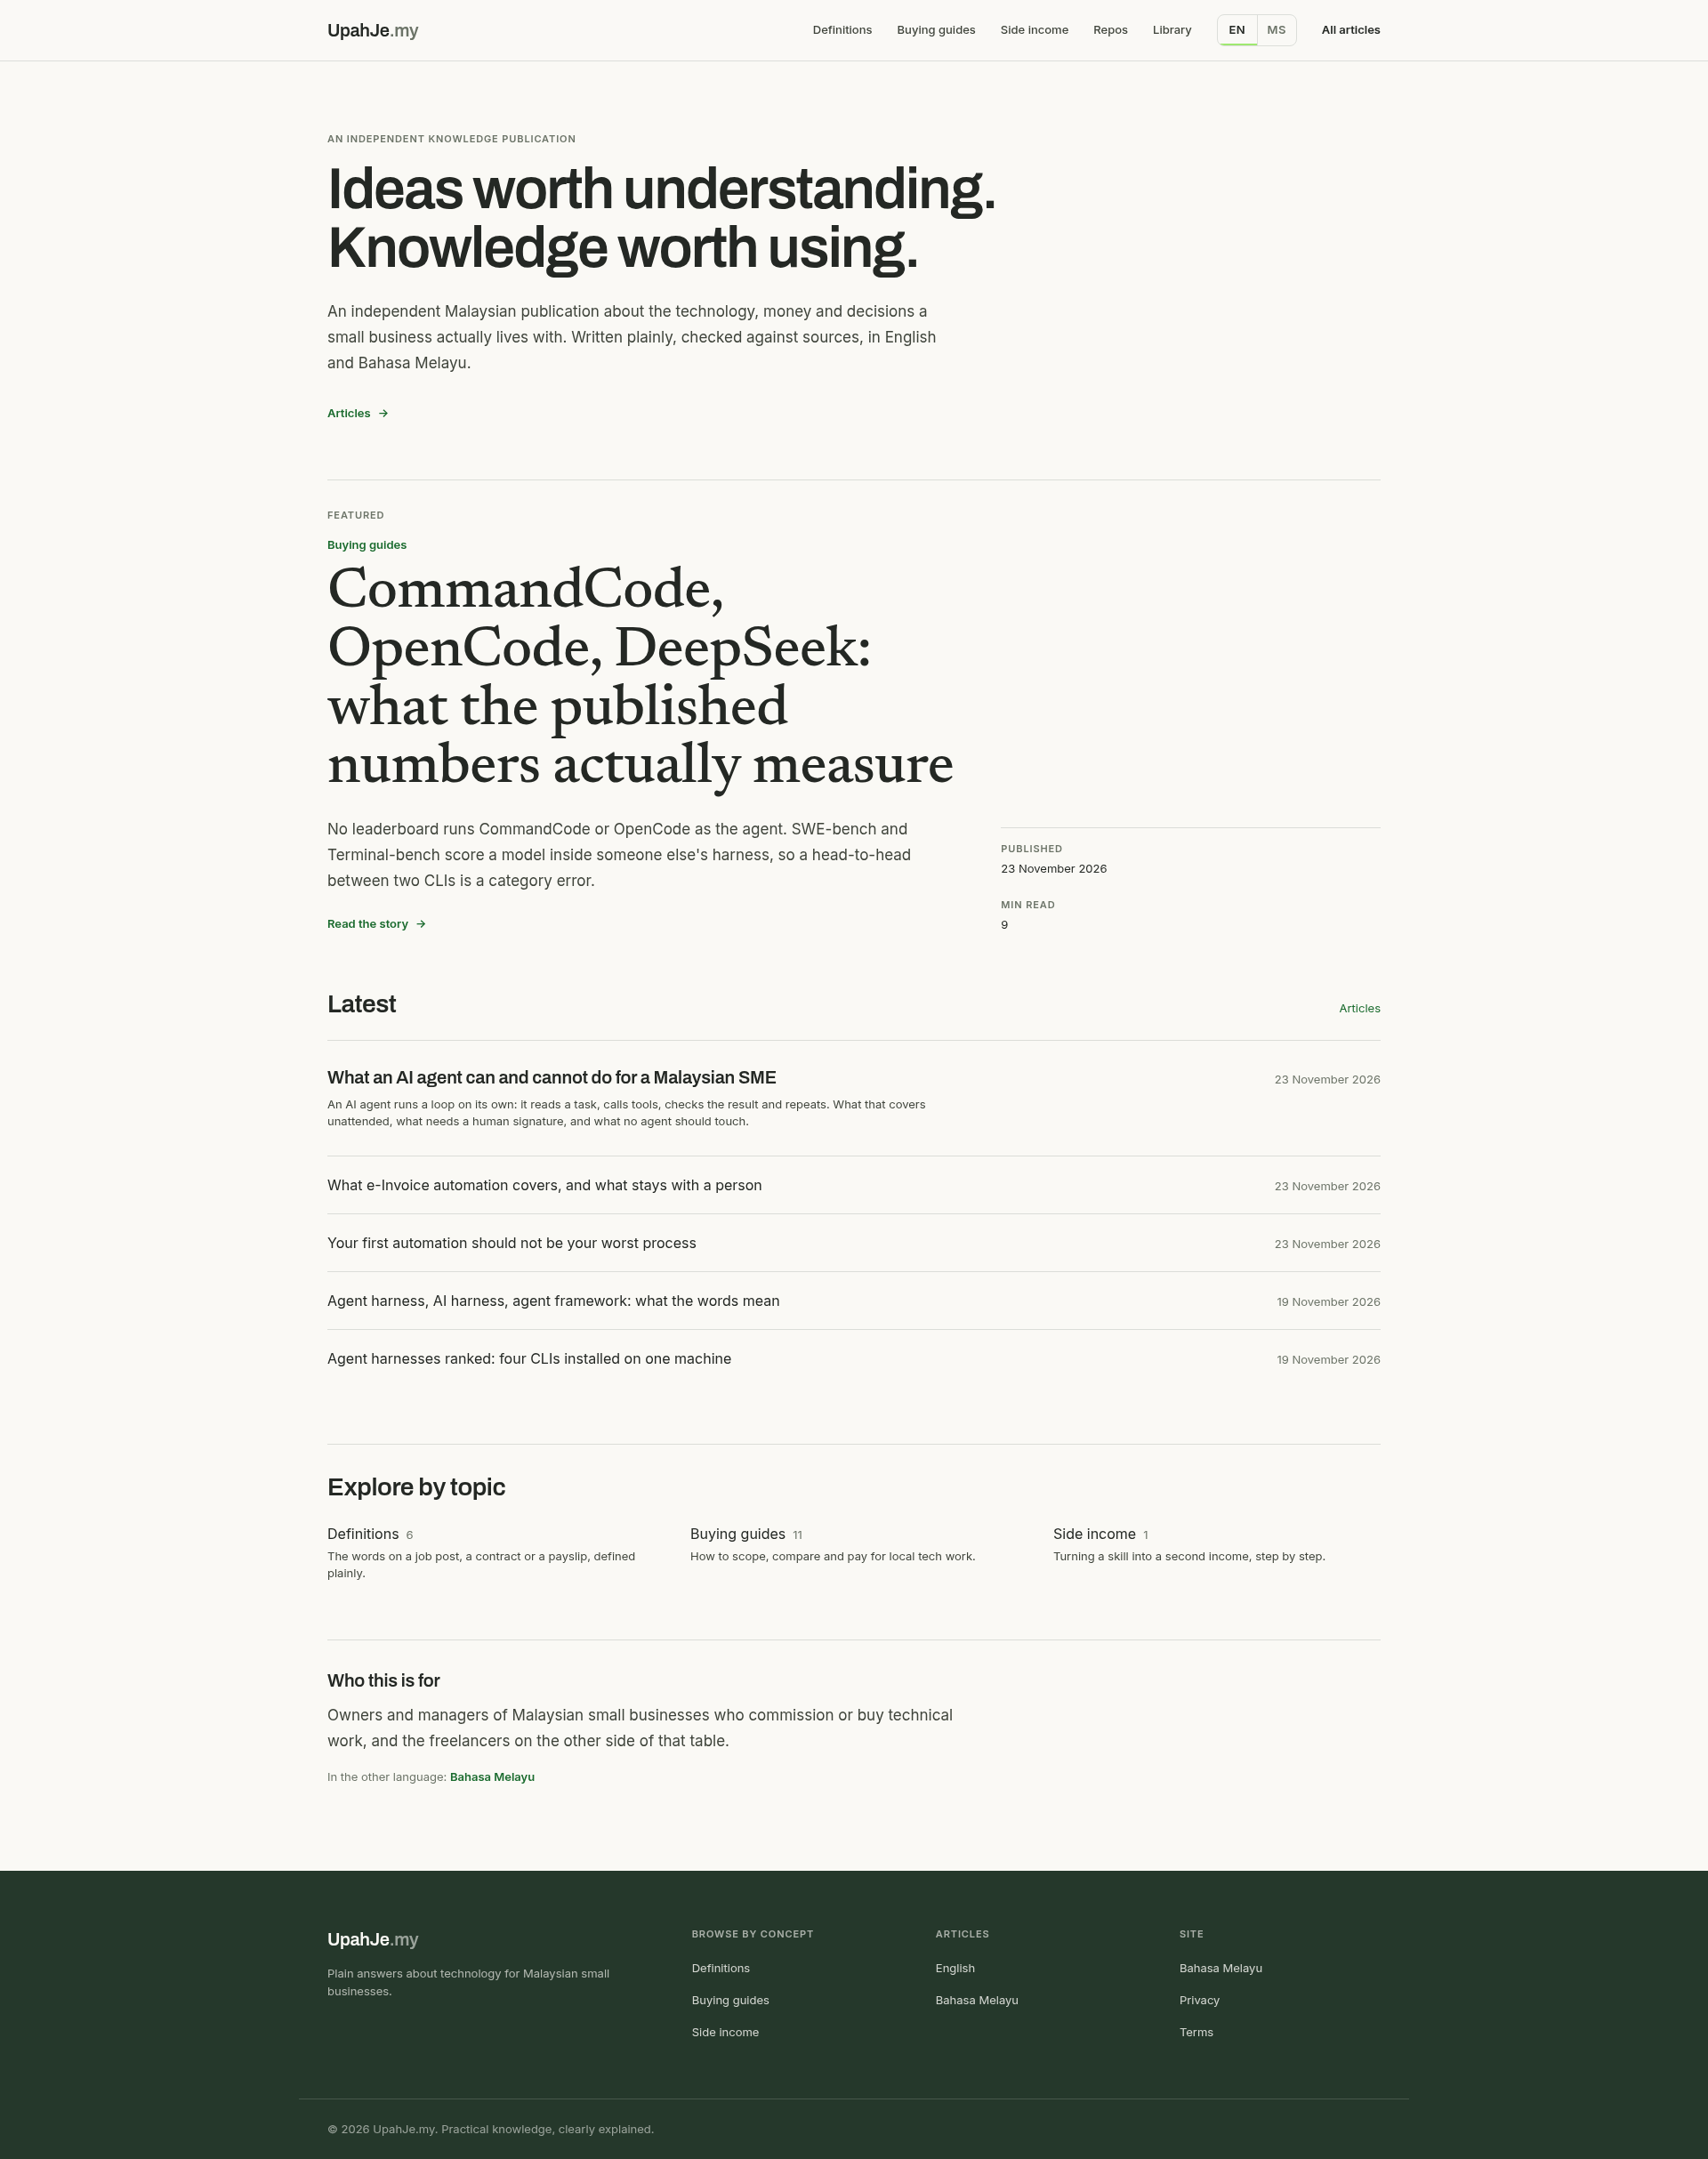 UpahJe.my
Definitions
Buying guides
Side income
Repos
Library
EN
MS
All articles
AN INDEPENDENT KNOWLEDGE PUBLICATION
Ideas worth understanding.
Knowledge worth using.
An independent Malaysian publication about the technology, money and decisions a
small business actually lives with. Written plainly, checked against sources, in English
and Bahasa Melayu.
Articles →
FEATURED
Buying guides
CommandCode,
OpenCode, DeepSeek:
what the published
numbers actually measure
No leaderboard runs CommandCode or OpenCode as the agent. SWE-bench and
Terminal-bench score a model inside someone else's harness, so a head-to-head
between two CLIs is a category error.
Read the story →
PUBLISHED
23 November 2026
MIN READ
9
Latest
Articles
What an AI agent can and cannot do for a Malaysian SME
23 November 2026
An AI agent runs a loop on its own: it reads a task, calls tools, checks the result and repeats. What that covers
unattended, what needs a human signature, and what no agent should touch.
What e-Invoice automation covers, and what stays with a person
23 November 2026
Your first automation should not be your worst process
23 November 2026
Agent harness, AI harness, agent framework: what the words mean
19 November 2026
Agent harnesses ranked: four CLIs installed on one machine
19 November 2026
Explore by topic
Definitions 6
The words on a job post, a contract or a payslip, defined
plainly.
Buying guides 11
How to scope, compare and pay for local tech work.
Side income 1
Turning a skill into a second income, step by step.
Who this is for
Owners and managers of Malaysian small businesses who commission or buy technical
work, and the freelancers on the other side of that table.
In the other language: Bahasa Melayu
UpahJe.my
Plain answers about technology for Malaysian small
businesses.
BROWSE BY CONCEPT
Definitions
Buying guides
Side income
ARTICLES
English
Bahasa Melayu
SITE
Bahasa Melayu
Privacy
Terms
© 2026 UpahJe.my. Practical knowledge, clearly explained.